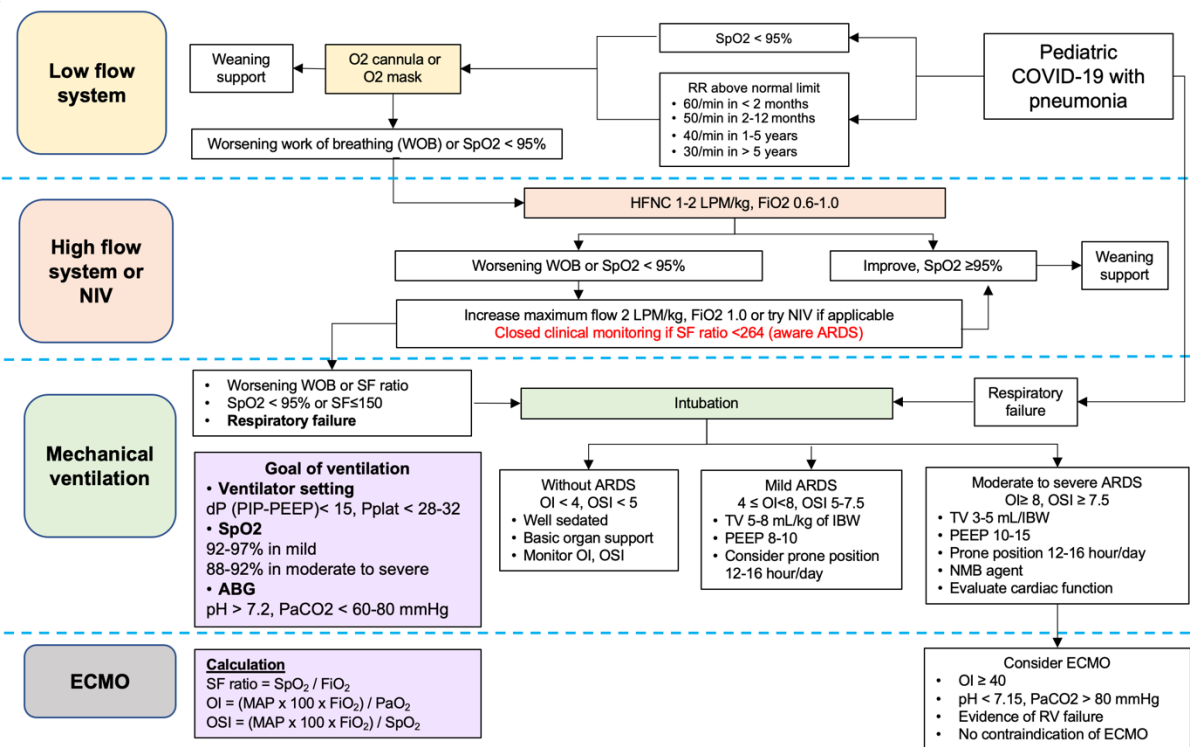 Low flow
system
Weaning
support
O2 cannula or
O2 mask
SpO2 < 95%
RR above normal limit
• 60/min in < 2 months
• 50/min in 2-12 months
• 40/min in 1-5 years
• 30/min in > 5 years
Pediatric
COVID-19 with
pneumonia
Worsening work of breathing (WOB) or SpO2 < 95%
High flow
system or
NIV
HFNC 1-2 LPM/kg, FiO2 0.6-1.0
Worsening WOB or SpO2 < 95%
Improve, SpO2 ≥95%
Weaning
support
Increase maximum flow 2 LPM/kg, FiO2 1.0 or try NIV if applicable
Closed clinical monitoring if SF ratio <264 (aware ARDS)
Mechanical
ventilation
• Worsening WOB or SF ratio
• SpO2 < 95% or SF≤150
• Respiratory failure
Intubation
Respiratory
failure
Goal of ventilation
• Ventilator setting
dP (PIP-PEEP)< 15, Pplat < 28-32
• SpO2
92-97% in mild
88-92% in moderate to severe
• ABG
pH > 7.2, PaCO2 < 60-80 mmHg
Without ARDS
OI < 4, OSI < 5
• Well sedated
• Basic organ support
• Monitor OI, OSI
Mild ARDS
4 ≤ OI<8, OSI 5-7.5
• TV 5-8 mL/kg of IBW
• PEEP 8-10
• Consider prone position
12-16 hour/day
Moderate to severe ARDS
OI≥ 8, OSI ≥ 7.5
• TV 3-5 mL/IBW
• PEEP 10-15
• Prone position 12-16 hour/day
• NMB agent
• Evaluate cardiac function
ECMO
Calculation
SF ratio = SpO₂ / FiO₂
OI = (MAP x 100 x FiO₂) / PaO₂
OSI = (MAP x 100 x FiO₂) / SpO₂
Consider ECMO
• OI ≥ 40
• pH < 7.15, PaCO2 > 80 mmHg
• Evidence of RV failure
• No contraindication of ECMO